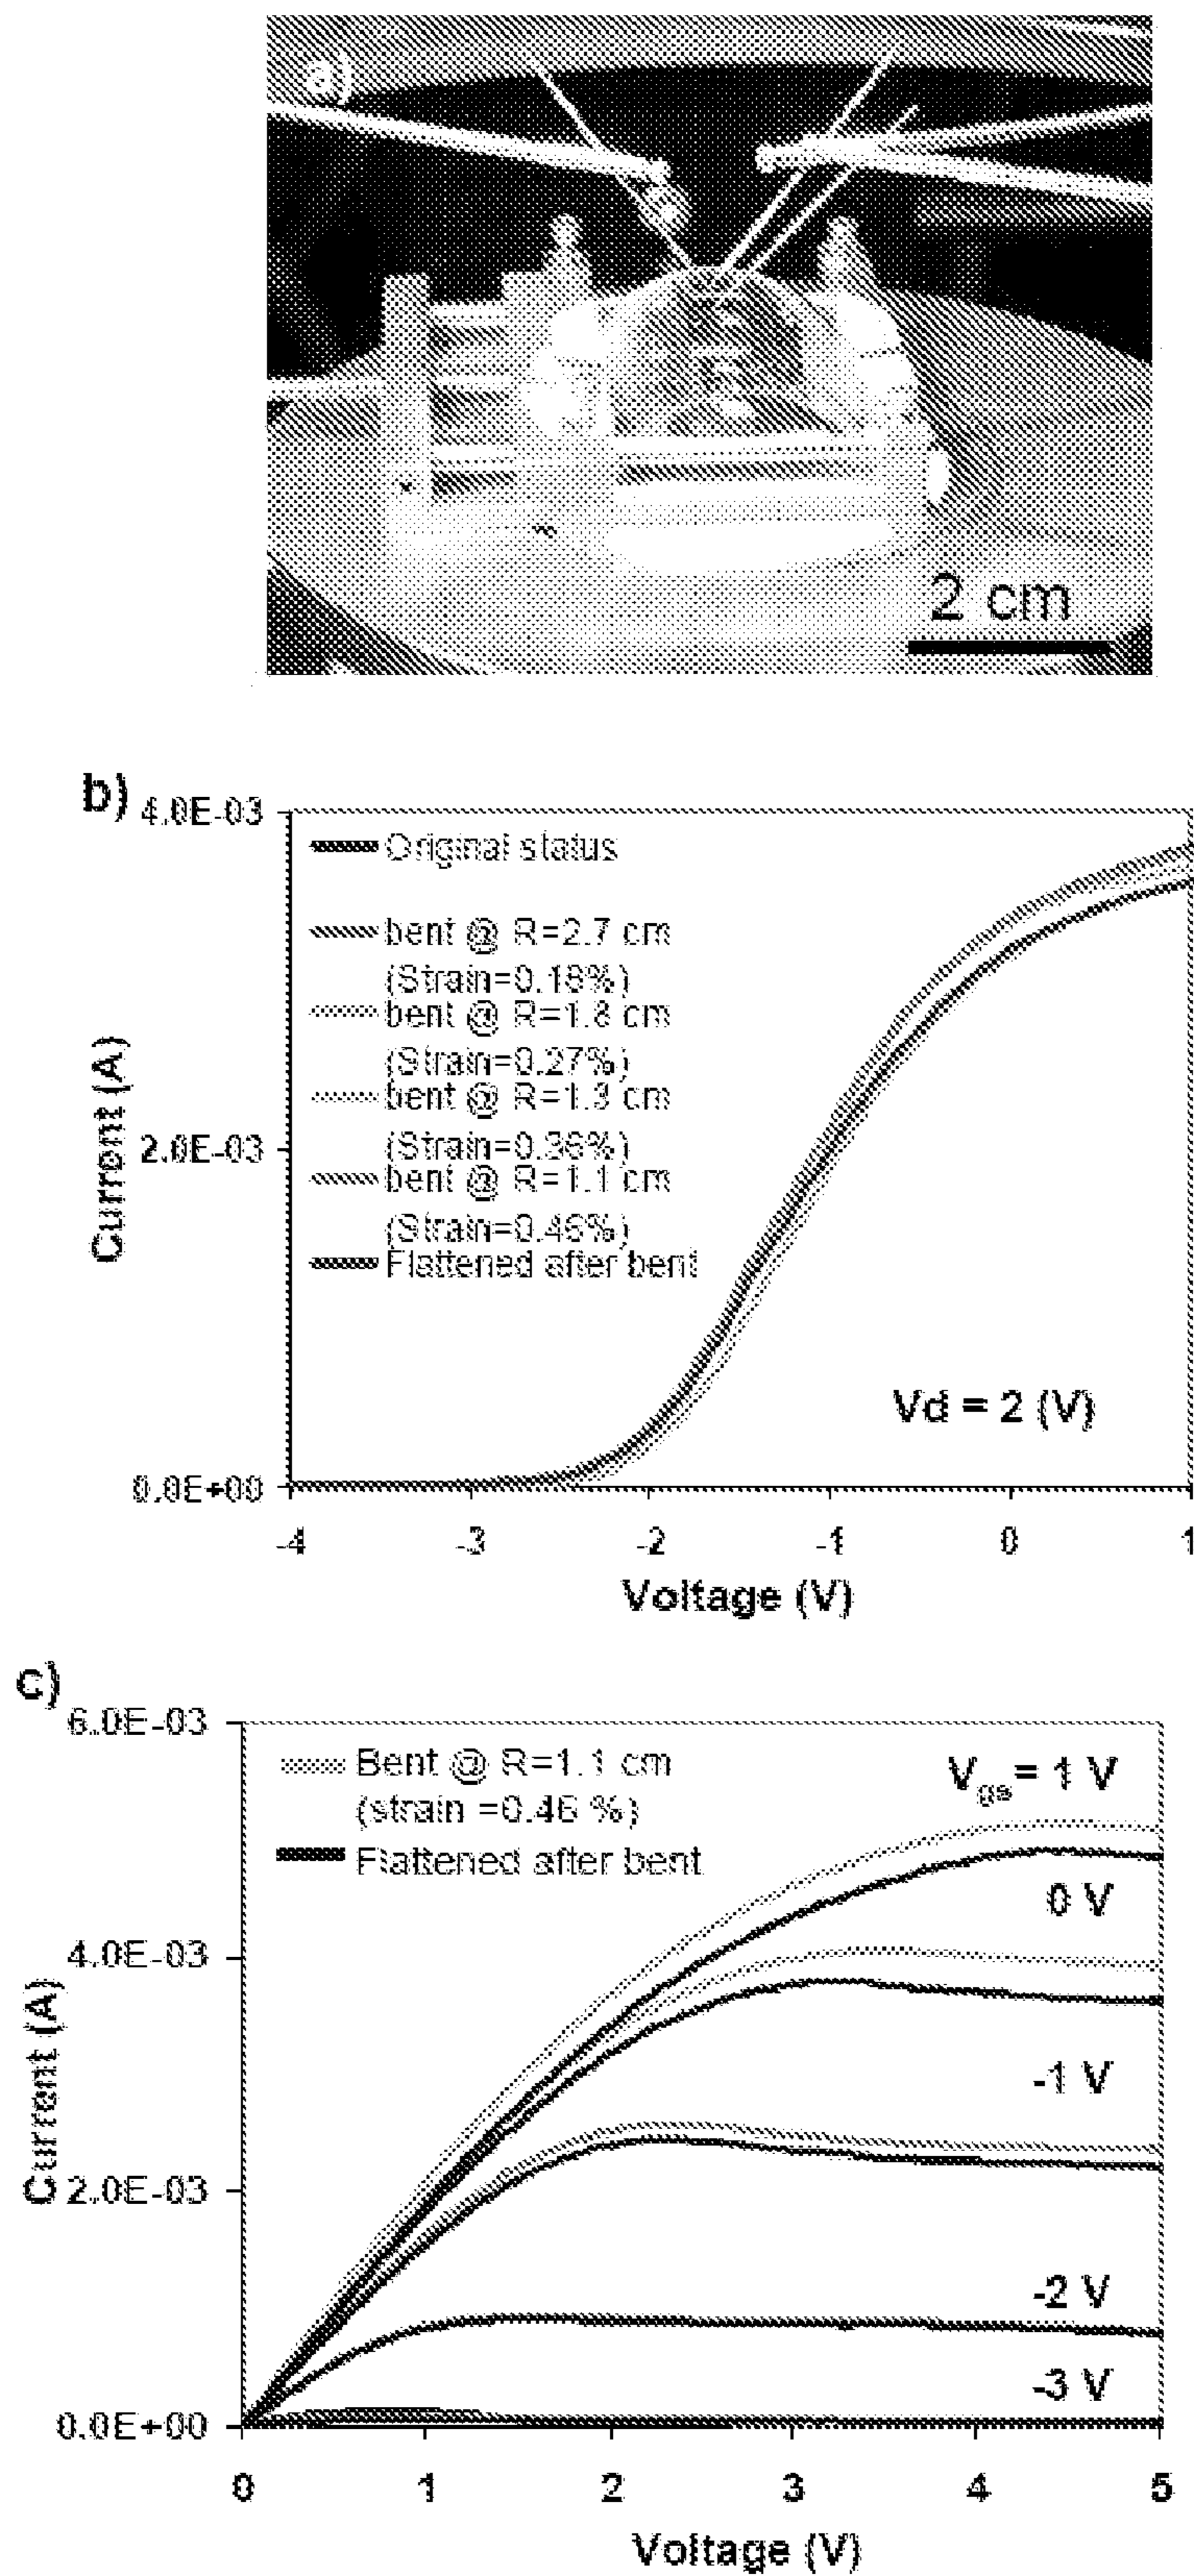 a)
2 cm
b)
4.0E-03
Original status
bent @ R=2.7 cm
(Strain=0.18%)
bent @ R=1.8 cm
(Strain=0.27%)
bent @ R=1.3 cm
(Strain=0.36%)
2.0E-03
bent @ R=1.1 cm
(Strain=0.46%)
Flattened after bent
Current (A)
Vd = 2 (V)
0.0E+00
-4 -3 -2 -1 0 1
Voltage (V)
c)
6.0E-03
Bent @ R=1.1 cm
(strain =0.46 %)
Flattened after bent
Vgs= 1 V
0 V
4.0E-03
-1 V
Current (A)
2.0E-03
-2 V
-3 V
0.0E+00
0 1 2 3 4 5
Voltage (V)